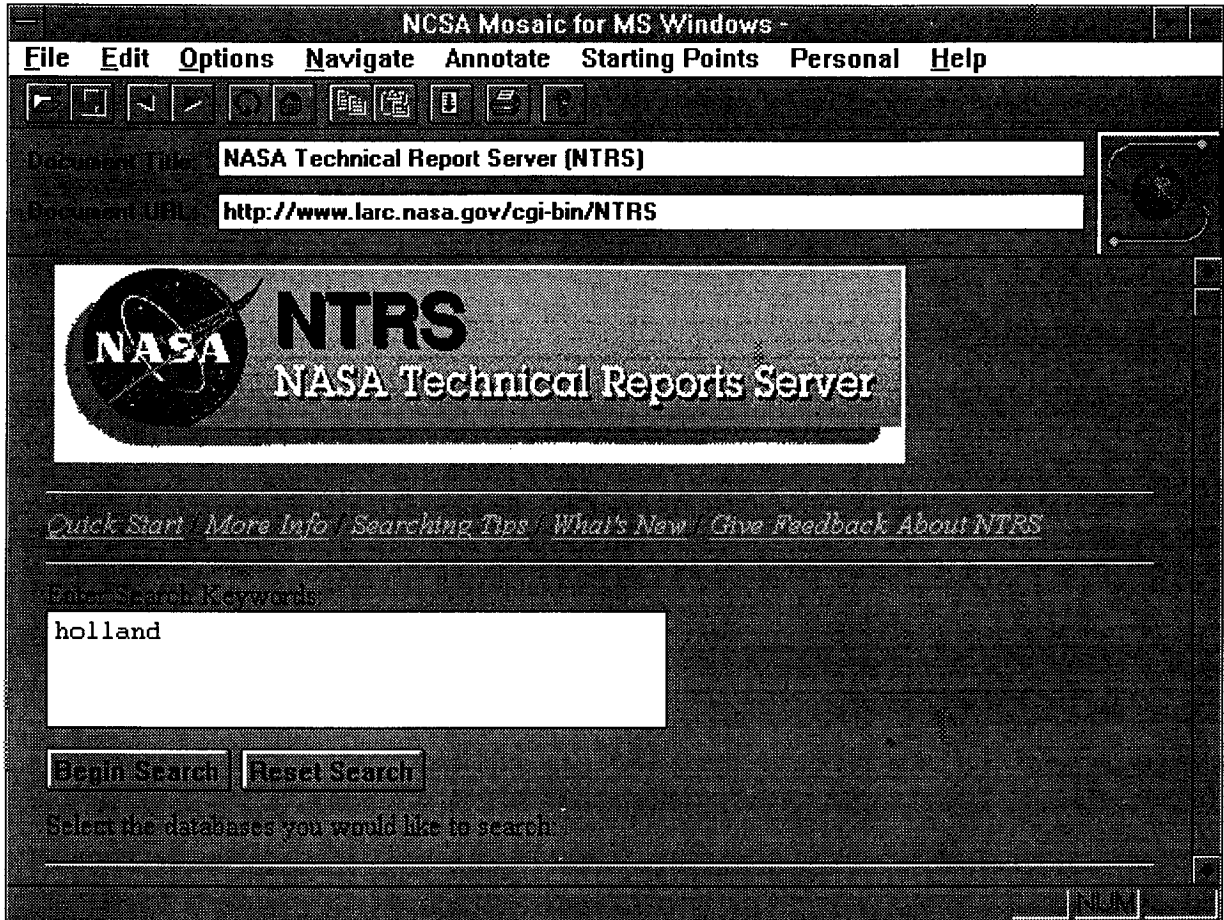 NCSA Mosaic for MS Windows -
File Edit Options Navigate Annotate Starting Points Personal Help
Document Title: NASA Technical Report Server (NTRS)
Document URL: http://www.larc.nasa.gov/cgi-bin/NTRS
NASA
NTRS
NASA Technical Reports Server
Quick Start / More Info / Searching Tips / What's New / Give Feedback About NTRS
Enter Search Keywords:
holland
Begin Search Reset Search
Select the databases you would like to search:
NUM